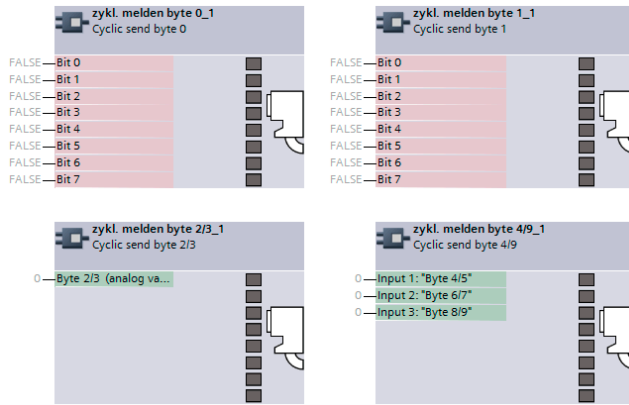 zykl. melden byte 0_1
Cyclic send byte 0
FALSE Bit 0
FALSE Bit 1
FALSE Bit 2
FALSE Bit 3
FALSE Bit 4
FALSE Bit 5
FALSE Bit 6
FALSE Bit 7
zykl. melden byte 1_1
Cyclic send byte 1
FALSE Bit 0
FALSE Bit 1
FALSE Bit 2
FALSE Bit 3
FALSE Bit 4
FALSE Bit 5
FALSE Bit 6
FALSE Bit 7
zykl. melden byte 2/3_1
Cyclic send byte 2/3
0 Byte 2/3 (analog va...
zykl. melden byte 4/9_1
Cyclic send byte 4/9
0 Input 1: "Byte 4/5"
0 Input 2: "Byte 6/7"
0 Input 3: "Byte 8/9"